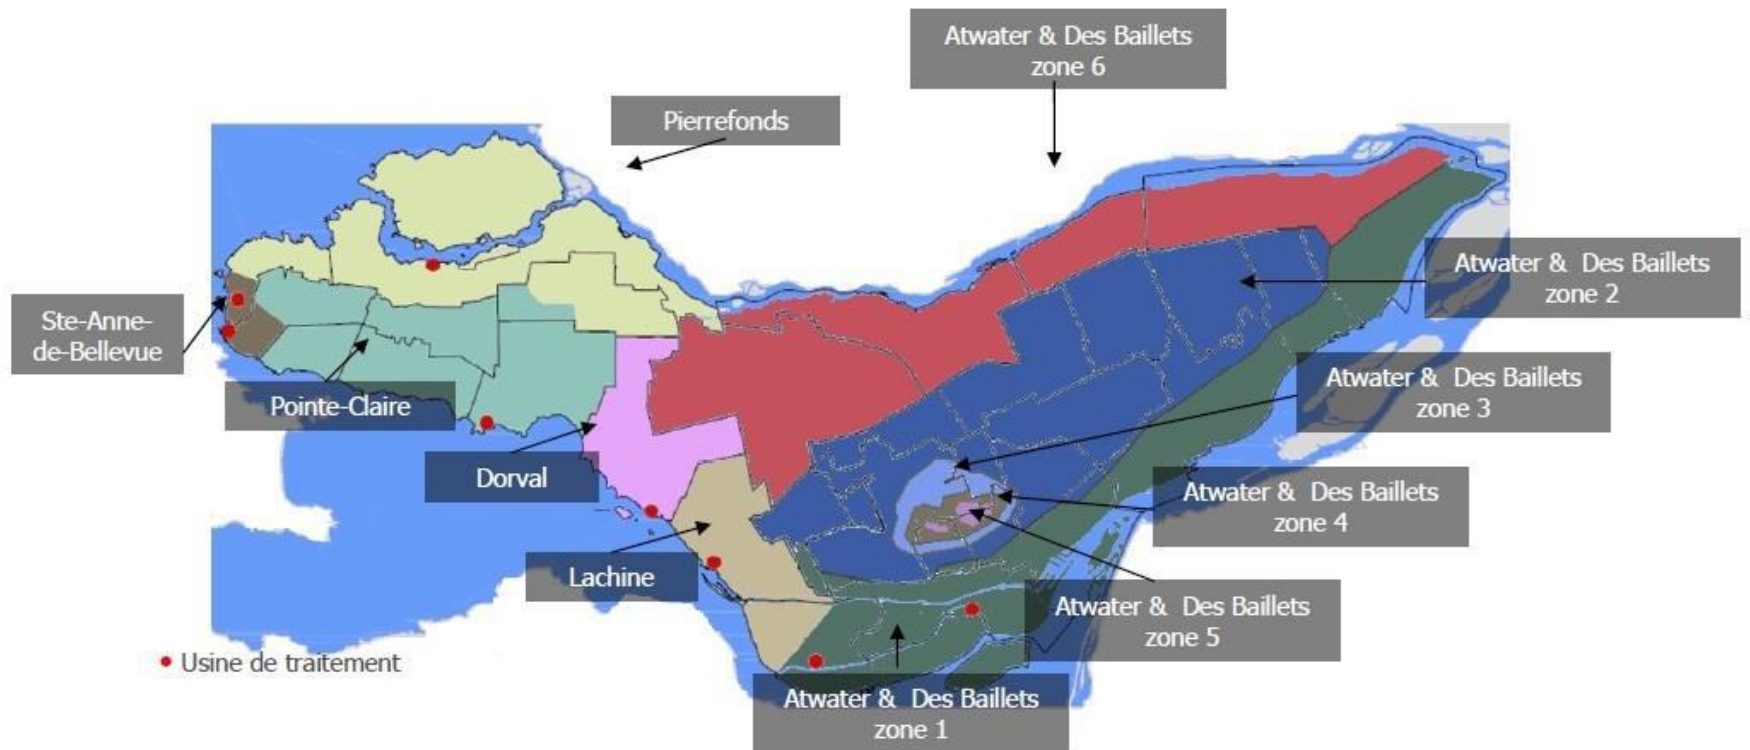 Atwater & Des Baillets
zone 6
Pierrefonds
Atwater & Des Baillets
zone 2
Ste-Anne-
de-Bellevue
Atwater & Des Baillets
zone 3
Pointe-Claire
Dorval
Atwater & Des Baillets
zone 4
Lachine
Atwater & Des Baillets
zone 5
Usine de traitement
Atwater & Des Baillets
zone 1